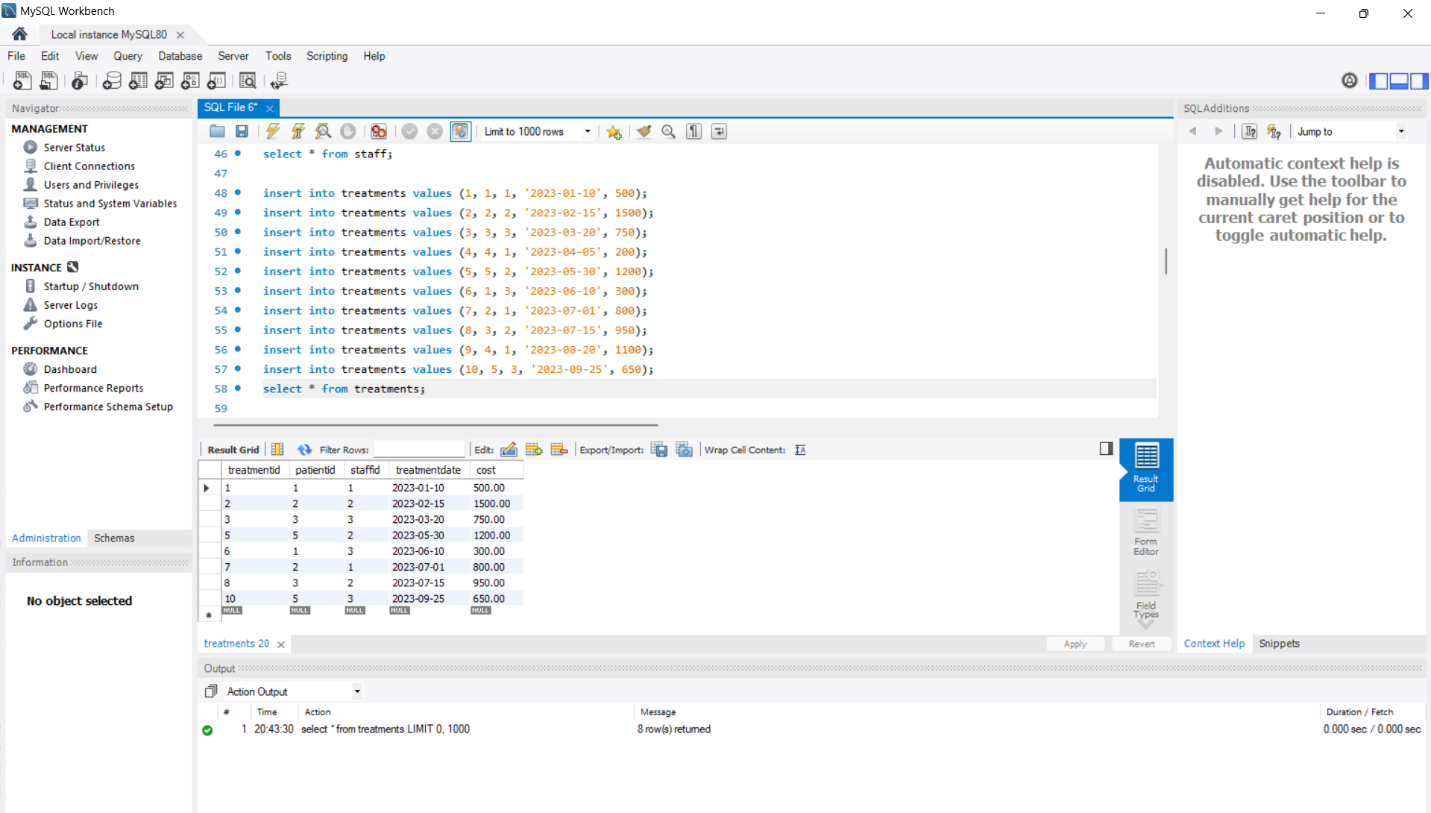 MySQL Workbench
Local instance MySQL80
File Edit View Query Database Server Tools Scripting Help
Navigator
MANAGEMENT
Server Status
Client Connections
Users and Privileges
Status and System Variables
Data Export
Data Import/Restore
INSTANCE
Startup / Shutdown
Server Logs
Options File
PERFORMANCE
Dashboard
Performance Reports
Performance Schema Setup
Administration Schemas
Information
No object selected
SQL File 6*
Limit to 1000 rows
46 select * from staff;
47
48 insert into treatments values (1, 1, 1, '2023-01-10', 500);
49 insert into treatments values (2, 2, 2, '2023-02-15', 1500);
50 insert into treatments values (3, 3, 3, '2023-03-20', 750);
51 insert into treatments values (4, 4, 1, '2023-04-05', 200);
52 insert into treatments values (5, 5, 2, '2023-05-30', 1200);
53 insert into treatments values (6, 1, 3, '2023-06-10', 300);
54 insert into treatments values (7, 2, 1, '2023-07-01', 800);
55 insert into treatments values (8, 3, 2, '2023-07-15', 950);
56 insert into treatments values (9, 4, 1, '2023-08-20', 1100);
57 insert into treatments values (10, 5, 3, '2023-09-25', 650);
58 select * from treatments;
59
Result Grid Filter Rows: Edit: Export/Import: Wrap Cell Content:
treatmentid patientid staffid treatmentdate cost
1 1 1 2023-01-10 500.00
2 2 2 2023-02-15 1500.00
3 3 3 2023-03-20 750.00
5 5 2 2023-05-30 1200.00
6 1 3 2023-06-10 300.00
7 2 1 2023-07-01 800.00
8 3 2 2023-07-15 950.00
10 5 3 2023-09-25 650.00
NULL NULL NULL NULL NULL
Result
Grid
Form
Editor
Field
Types
treatments 20
Apply Revert
Output
Action Output
# Time Action Message Duration / Fetch
1 20:43:30 select * from treatments LIMIT 0, 1000 8 row(s) returned 0.000 sec / 0.000 sec
SQLAdditions
Jump to
Automatic context help is
disabled. Use the toolbar to
manually get help for the
current caret position or to
toggle automatic help.
Context Help Snippets